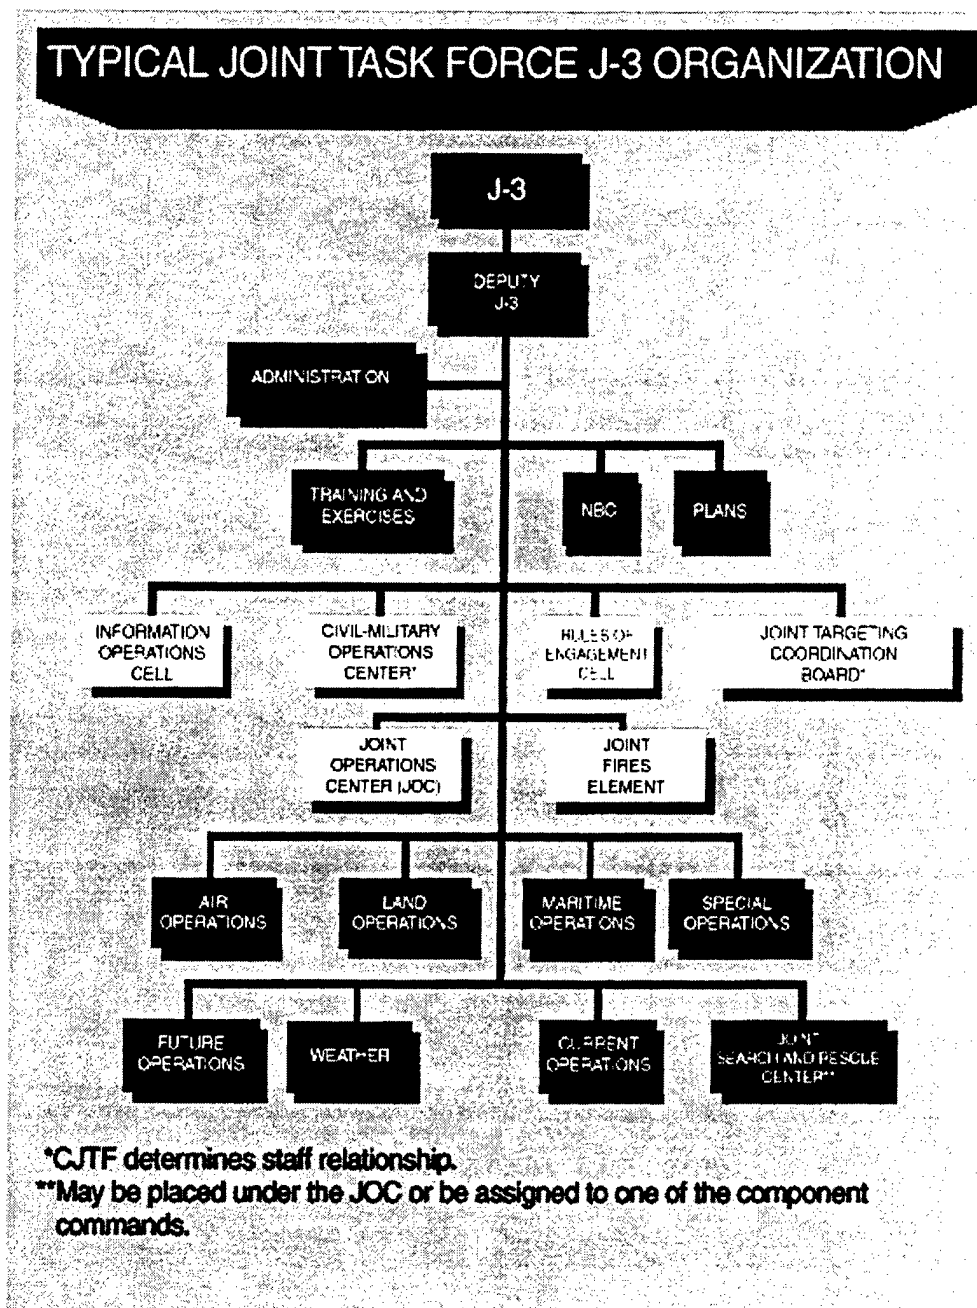 TYPICAL JOINT TASK FORCE J-3 ORGANIZATION
J-3
DEPUTY
J-3
ADMINISTRATION
TRAINING AND
EXERCISES
NBC
PLANS
INFORMATION
OPERATIONS
CELL
CIVIL-MILITARY
OPERATIONS
CENTER*
RULES OF
ENGAGEMENT
CELL
JOINT TARGETING
COORDINATION
BOARD*
JOINT
OPERATIONS
CENTER (JOC)
JOINT
FIRES
ELEMENT
AIR
OPERATIONS
LAND
OPERATIONS
MARITIME
OPERATIONS
SPECIAL
OPERATIONS
FUTURE
OPERATIONS
WEATHER
CURRENT
OPERATIONS
JOINT
SEARCH AND RESCUE
CENTER**
*CJTF determines staff relationship.
**May be placed under the JOC or be assigned to one of the component
commands.